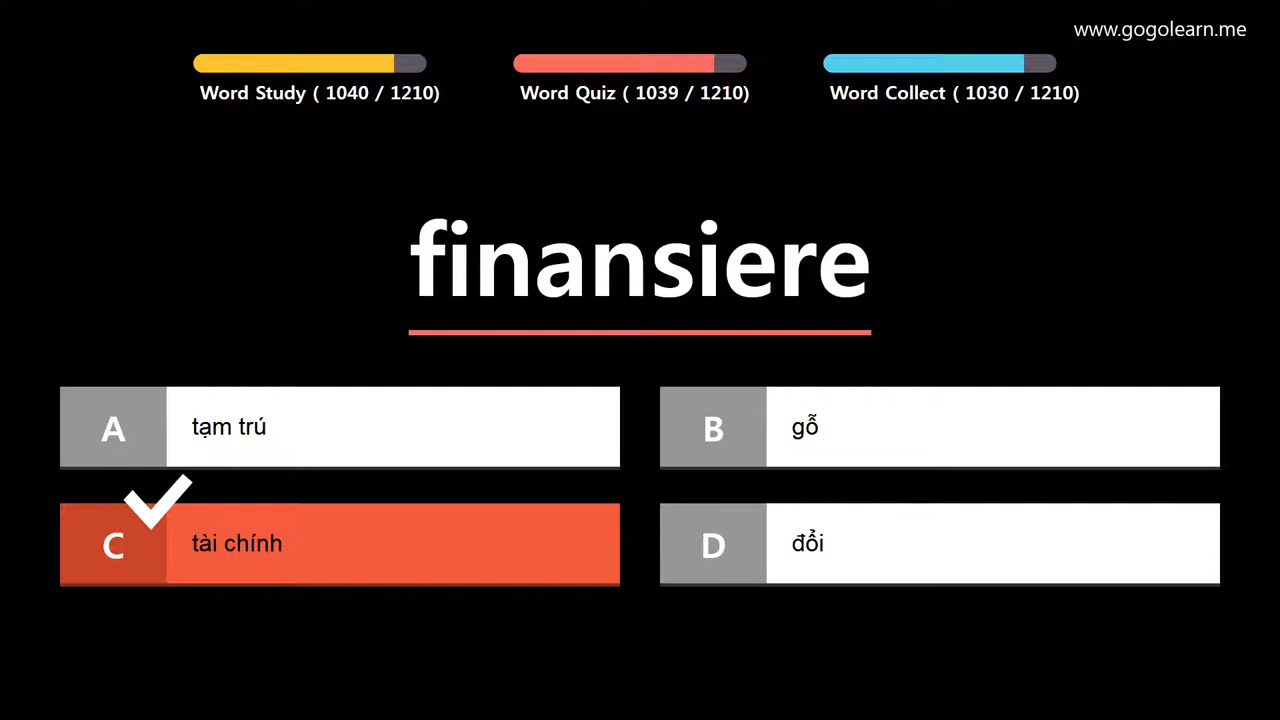 www.gogolearn.me
Word Study ( 1040 / 1210)
Word Quiz ( 1039 / 1210)
Word Collect ( 1030 / 1210)
finansiere
A tạm trú
B gỗ
C tài chính
D đổi